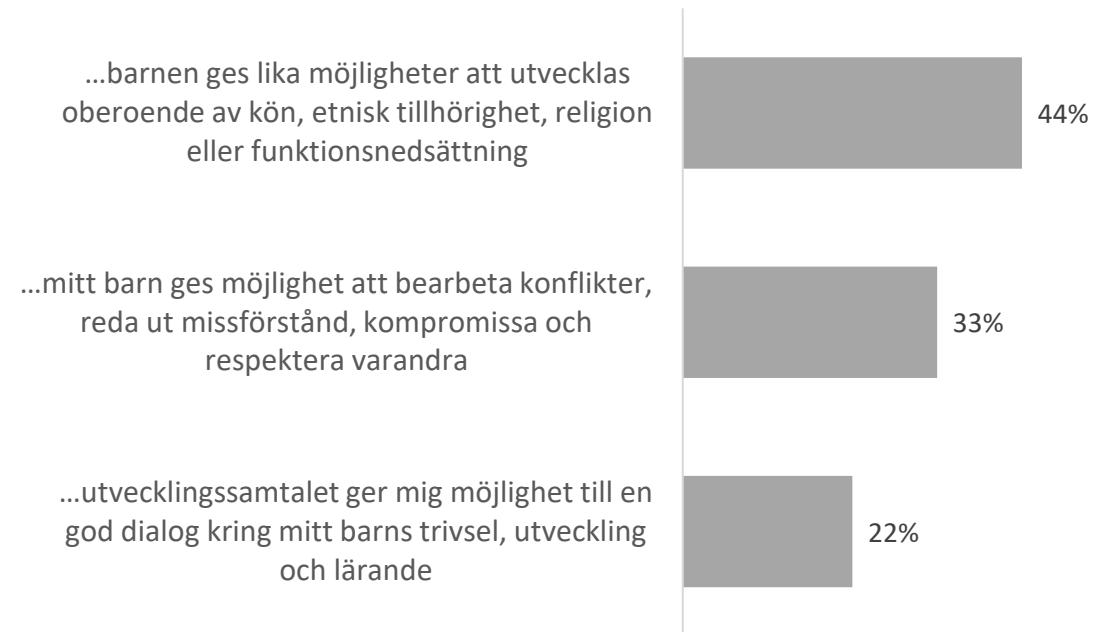 …barnen ges lika möjligheter att utvecklas
oberoende av kön, etnisk tillhörighet, religion
eller funktionsnedsättning
44%
…mitt barn ges möjlighet att bearbeta konflikter,
reda ut missförstånd, kompromissa och
respektera varandra
33%
…utvecklingssamtalet ger mig möjlighet till en
god dialog kring mitt barns trivsel, utveckling
och lärande
22%